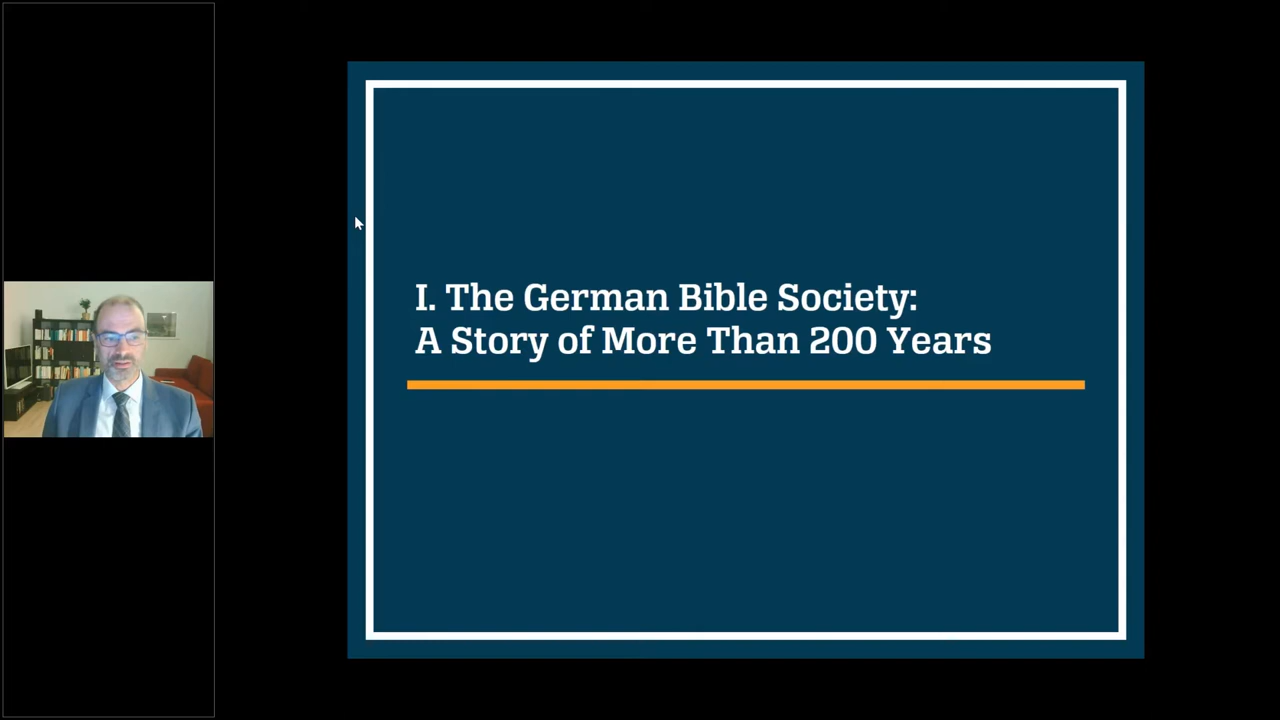 I. The German Bible Society:
A Story of More Than 200 Years